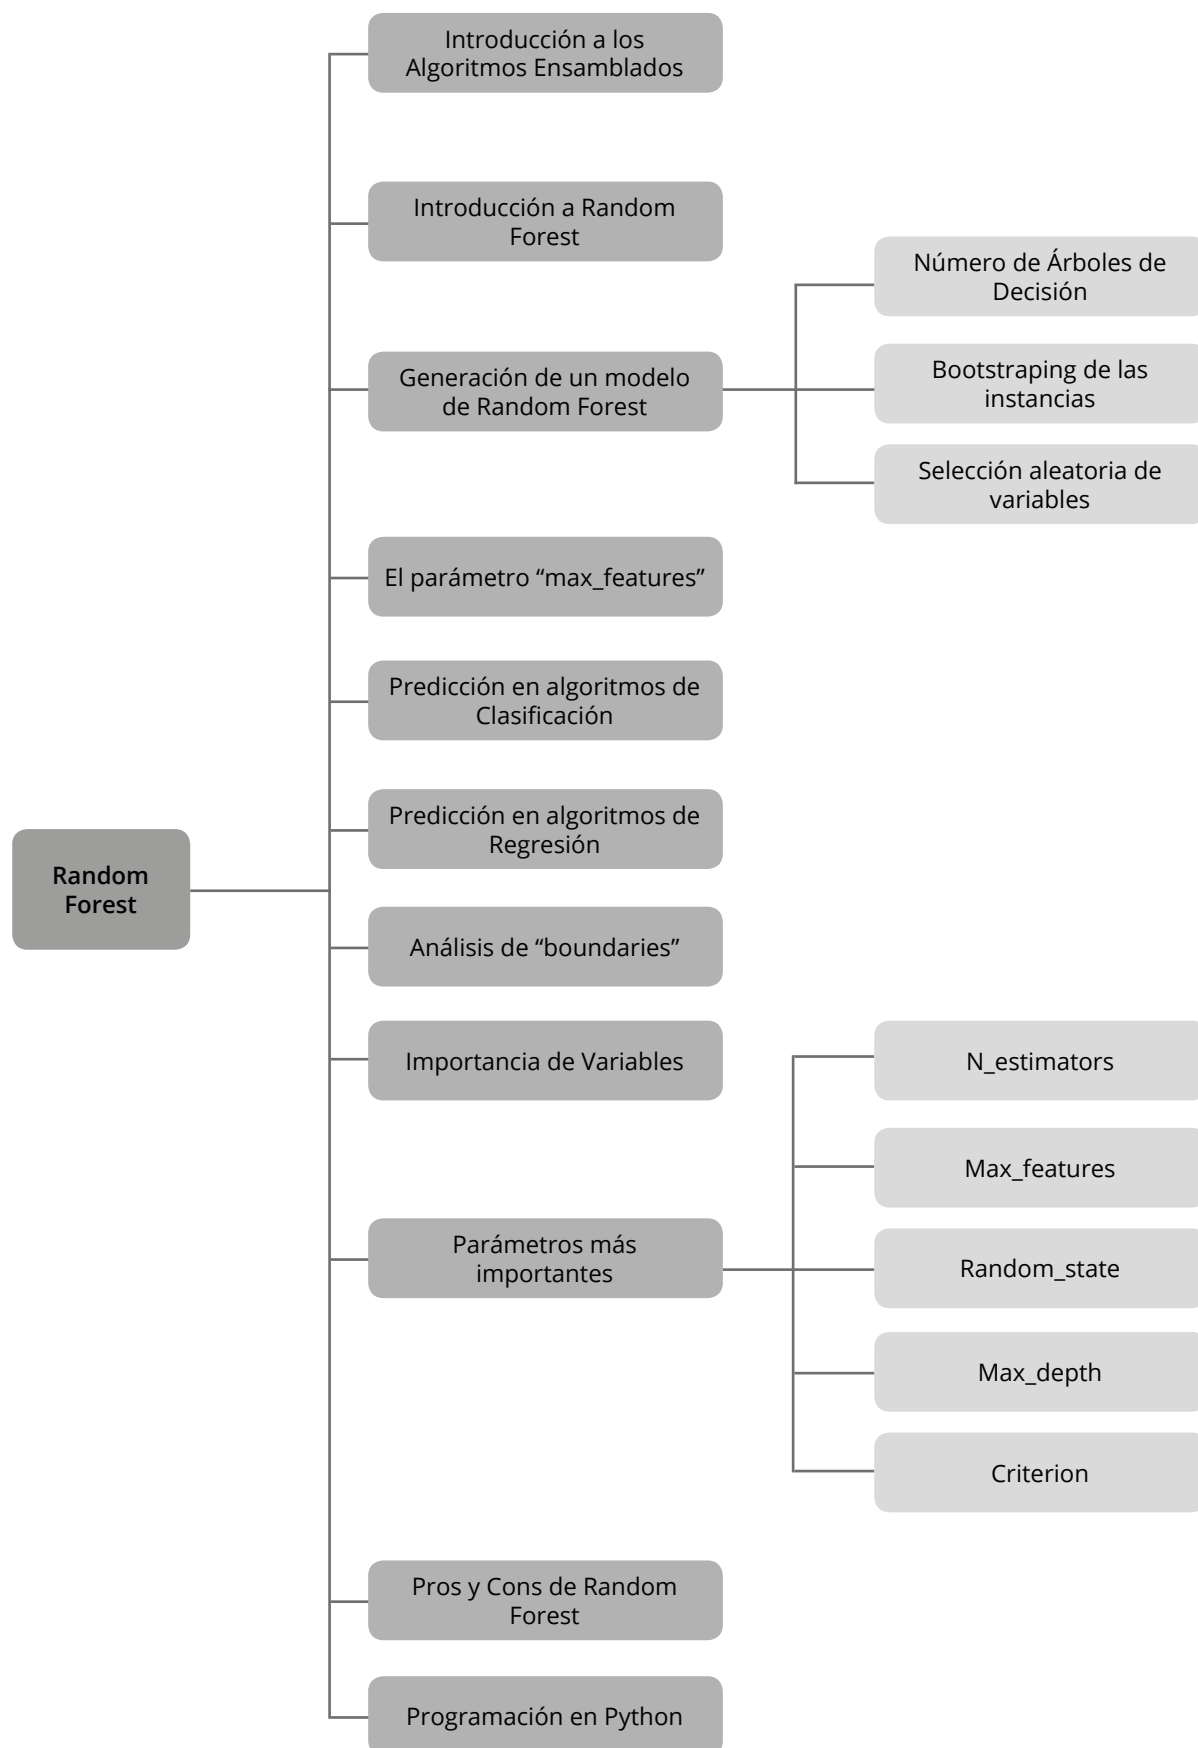 Introducción a los
Algoritmos Ensamblados
Introducción a Random
Forest
Generación de un modelo
de Random Forest
Número de Árboles de
Decisión
Bootstraping de las
instancias
Selección aleatoria de
variables
El parámetro “max_features”
Predicción en algoritmos de
Clasificación
Predicción en algoritmos de
Regresión
Random
Forest
Análisis de “boundaries”
Importancia de Variables
Parámetros más
importantes
N_estimators
Max_features
Random_state
Max_depth
Criterion
Pros y Cons de Random
Forest
Programación en Python